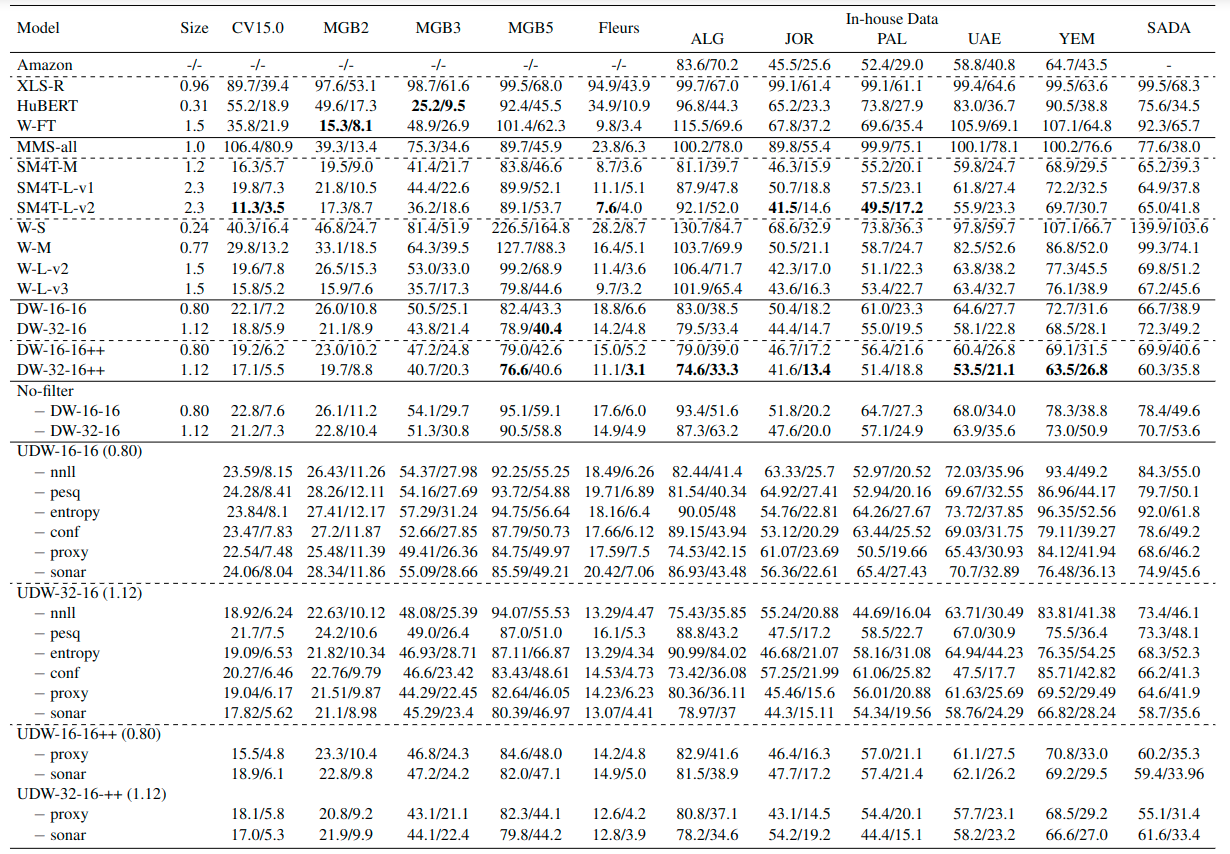 Model Size CV15.0 MGB2 MGB3 MGB5 Fleurs In-house Data SADA
ALG JOR PAL UAE YEM
Amazon -/- -/- -/- -/- -/- -/- 83.6/70.2 45.5/25.6 52.4/29.0 58.8/40.8 64.7/43.5 -
XLS-R 0.96 89.7/39.4 97.6/53.1 98.7/61.6 99.5/68.0 94.9/43.9 99.7/67.0 99.1/61.4 99.1/61.1 99.4/64.6 99.5/63.6 99.5/68.3
HuBERT 0.31 55.2/18.9 49.6/17.3 25.2/9.5 92.4/45.5 34.9/10.9 96.8/44.3 65.2/23.3 73.8/27.9 83.0/36.7 90.5/38.8 75.6/34.5
W-FT 1.5 35.8/21.9 15.3/8.1 48.9/26.9 101.4/62.3 9.8/3.4 115.5/69.6 67.8/37.2 69.6/35.4 105.9/69.1 107.1/64.8 92.3/65.7
MMS-all 1.0 106.4/80.9 39.3/13.4 75.3/34.6 89.7/45.9 23.8/6.3 100.2/78.0 89.8/55.4 99.9/75.1 100.1/78.1 100.2/76.6 77.6/38.0
SM4T-M 1.2 16.3/5.7 19.5/9.0 41.4/21.7 83.8/46.6 8.7/3.6 81.1/39.7 46.3/15.9 55.2/20.1 59.8/24.7 68.9/29.5 65.2/39.3
SM4T-L-v1 2.3 19.8/7.3 21.8/10.5 44.4/22.6 89.9/52.1 11.1/5.1 87.9/47.8 50.7/18.8 57.5/23.1 61.8/27.4 72.2/32.5 64.9/37.8
SM4T-L-v2 2.3 11.3/3.5 17.3/8.7 36.2/18.6 89.1/53.7 7.6/4.0 92.1/52.0 41.5/14.6 49.5/17.2 55.9/23.3 69.7/30.7 65.0/41.8
W-S 0.24 40.3/16.4 46.8/24.7 81.4/51.9 226.5/164.8 28.2/8.7 130.7/84.7 68.6/32.9 73.8/36.3 97.8/59.7 107.1/66.7 139.9/103.6
W-M 0.77 29.8/13.2 33.1/18.5 64.3/39.5 127.7/88.3 16.4/5.1 103.7/69.9 50.5/21.1 58.7/24.7 82.5/52.6 86.8/52.0 99.3/74.1
W-L-v2 1.5 19.6/7.8 26.5/15.3 53.0/33.0 99.2/68.9 11.4/3.6 106.4/71.7 42.3/17.0 51.1/22.3 63.8/38.2 77.3/45.5 69.8/51.2
W-L-v3 1.5 15.8/5.2 15.9/7.6 35.7/17.3 79.8/44.6 9.7/3.2 101.9/65.4 43.6/16.3 53.4/22.7 63.4/32.7 76.1/38.9 67.2/45.6
DW-16-16 0.80 22.1/7.2 26.0/10.8 50.5/25.1 82.4/43.3 18.8/6.6 83.0/38.5 50.4/18.2 61.0/23.3 64.6/27.7 72.7/31.6 66.7/38.9
DW-32-16 1.12 18.8/5.9 21.1/8.9 43.8/21.4 78.9/40.4 14.2/4.8 79.5/33.4 44.4/14.7 55.0/19.5 58.1/22.8 68.5/28.1 72.3/49.2
DW-16-16++ 0.80 19.2/6.2 23.0/10.2 47.2/24.8 79.0/42.6 15.0/5.2 79.0/39.0 46.7/17.2 56.4/21.6 60.4/26.8 69.1/31.5 69.9/40.6
DW-32-16++ 1.12 17.1/5.5 19.7/8.8 40.7/20.3 76.6/40.6 11.1/3.1 74.6/33.3 41.6/13.4 51.4/18.8 53.5/21.1 63.5/26.8 60.3/35.8
No-filter
− DW-16-16 0.80 22.8/7.6 26.1/11.2 54.1/29.7 95.1/59.1 17.6/6.0 93.4/51.6 51.8/20.2 64.7/27.3 68.0/34.0 78.3/38.8 78.4/49.6
− DW-32-16 1.12 21.2/7.3 22.8/10.4 51.3/30.8 90.5/58.8 14.9/4.9 87.3/63.2 47.6/20.0 57.1/24.9 63.9/35.6 73.0/50.9 70.7/53.6
UDW-16-16 (0.80)
− nnll 23.59/8.15 26.43/11.26 54.37/27.98 92.25/55.25 18.49/6.26 82.44/41.4 63.33/25.7 52.97/20.52 72.03/35.96 93.4/49.2 84.3/55.0
− pesq 24.28/8.41 28.26/12.11 54.16/27.69 93.72/54.88 19.71/6.89 81.54/40.34 64.92/27.41 52.94/20.16 69.67/32.55 86.96/44.17 79.7/50.1
− entropy 23.84/8.1 27.41/12.17 57.29/31.24 94.75/56.64 18.16/6.4 90.05/48 54.76/22.81 64.26/27.67 73.72/37.85 96.35/52.56 92.0/61.8
− conf 23.47/7.83 27.2/11.87 52.66/27.85 87.79/50.73 17.66/6.12 89.15/43.94 53.12/20.29 63.44/25.52 69.03/31.75 79.11/39.27 78.6/49.2
− proxy 22.54/7.48 25.48/11.39 49.41/26.36 84.75/49.97 17.59/7.5 74.53/42.15 61.07/23.69 50.5/19.66 65.43/30.93 84.12/41.94 68.6/46.2
− sonar 24.06/8.04 28.34/11.86 55.09/28.66 85.59/49.21 20.42/7.06 86.93/43.48 56.36/22.61 65.4/27.43 70.7/32.89 76.48/36.13 74.9/45.6
UDW-32-16 (1.12)
− nnll 18.92/6.24 22.63/10.12 48.08/25.39 94.07/55.53 13.29/4.47 75.43/35.85 55.24/20.88 44.69/16.04 63.71/30.49 83.81/41.38 73.4/46.1
− pesq 21.7/7.5 24.2/10.6 49.0/26.4 87.0/51.0 16.1/5.3 88.8/43.2 47.5/17.2 58.5/22.7 67.0/30.9 75.5/36.4 73.3/48.1
− entropy 19.09/6.53 21.82/10.34 46.93/28.71 87.11/66.87 13.29/4.34 90.99/84.02 46.68/21.07 58.16/31.08 64.94/44.23 76.35/54.25 68.3/52.3
− conf 20.27/6.46 22.76/9.79 46.6/23.42 83.43/48.61 14.53/4.73 73.42/36.08 57.25/21.99 61.06/25.82 47.5/17.7 85.71/42.82 66.2/41.3
− proxy 19.04/6.17 21.51/9.87 44.29/22.45 82.64/46.05 14.23/6.23 80.36/36.11 45.46/15.6 56.01/20.88 61.63/25.69 69.52/29.49 64.6/41.9
− sonar 17.82/5.62 21.1/8.98 45.29/23.4 80.39/46.97 13.07/4.41 78.97/37 44.3/15.11 54.34/19.56 58.76/24.29 66.82/28.24 58.7/35.6
UDW-16-16++ (0.80)
− proxy 15.5/4.8 23.3/10.4 46.8/24.3 84.6/48.0 14.2/4.8 82.9/41.6 46.4/16.3 57.0/21.1 61.1/27.5 70.8/33.0 60.2/35.3
− sonar 18.9/6.1 22.8/9.8 47.2/24.2 82.0/47.1 14.9/5.0 81.5/38.9 47.7/17.2 57.4/21.4 62.1/26.2 69.2/29.5 59.4/33.96
UDW-32-16-++ (1.12)
− proxy 18.1/5.8 20.8/9.2 43.1/21.1 82.3/44.1 12.6/4.2 80.8/37.1 43.1/14.5 54.4/20.1 57.7/23.1 68.5/29.2 55.1/31.4
− sonar 17.0/5.3 21.9/9.9 44.1/22.4 79.8/44.2 12.8/3.9 78.2/34.6 54.2/19.2 44.4/15.1 58.2/23.2 66.6/27.0 61.6/33.4